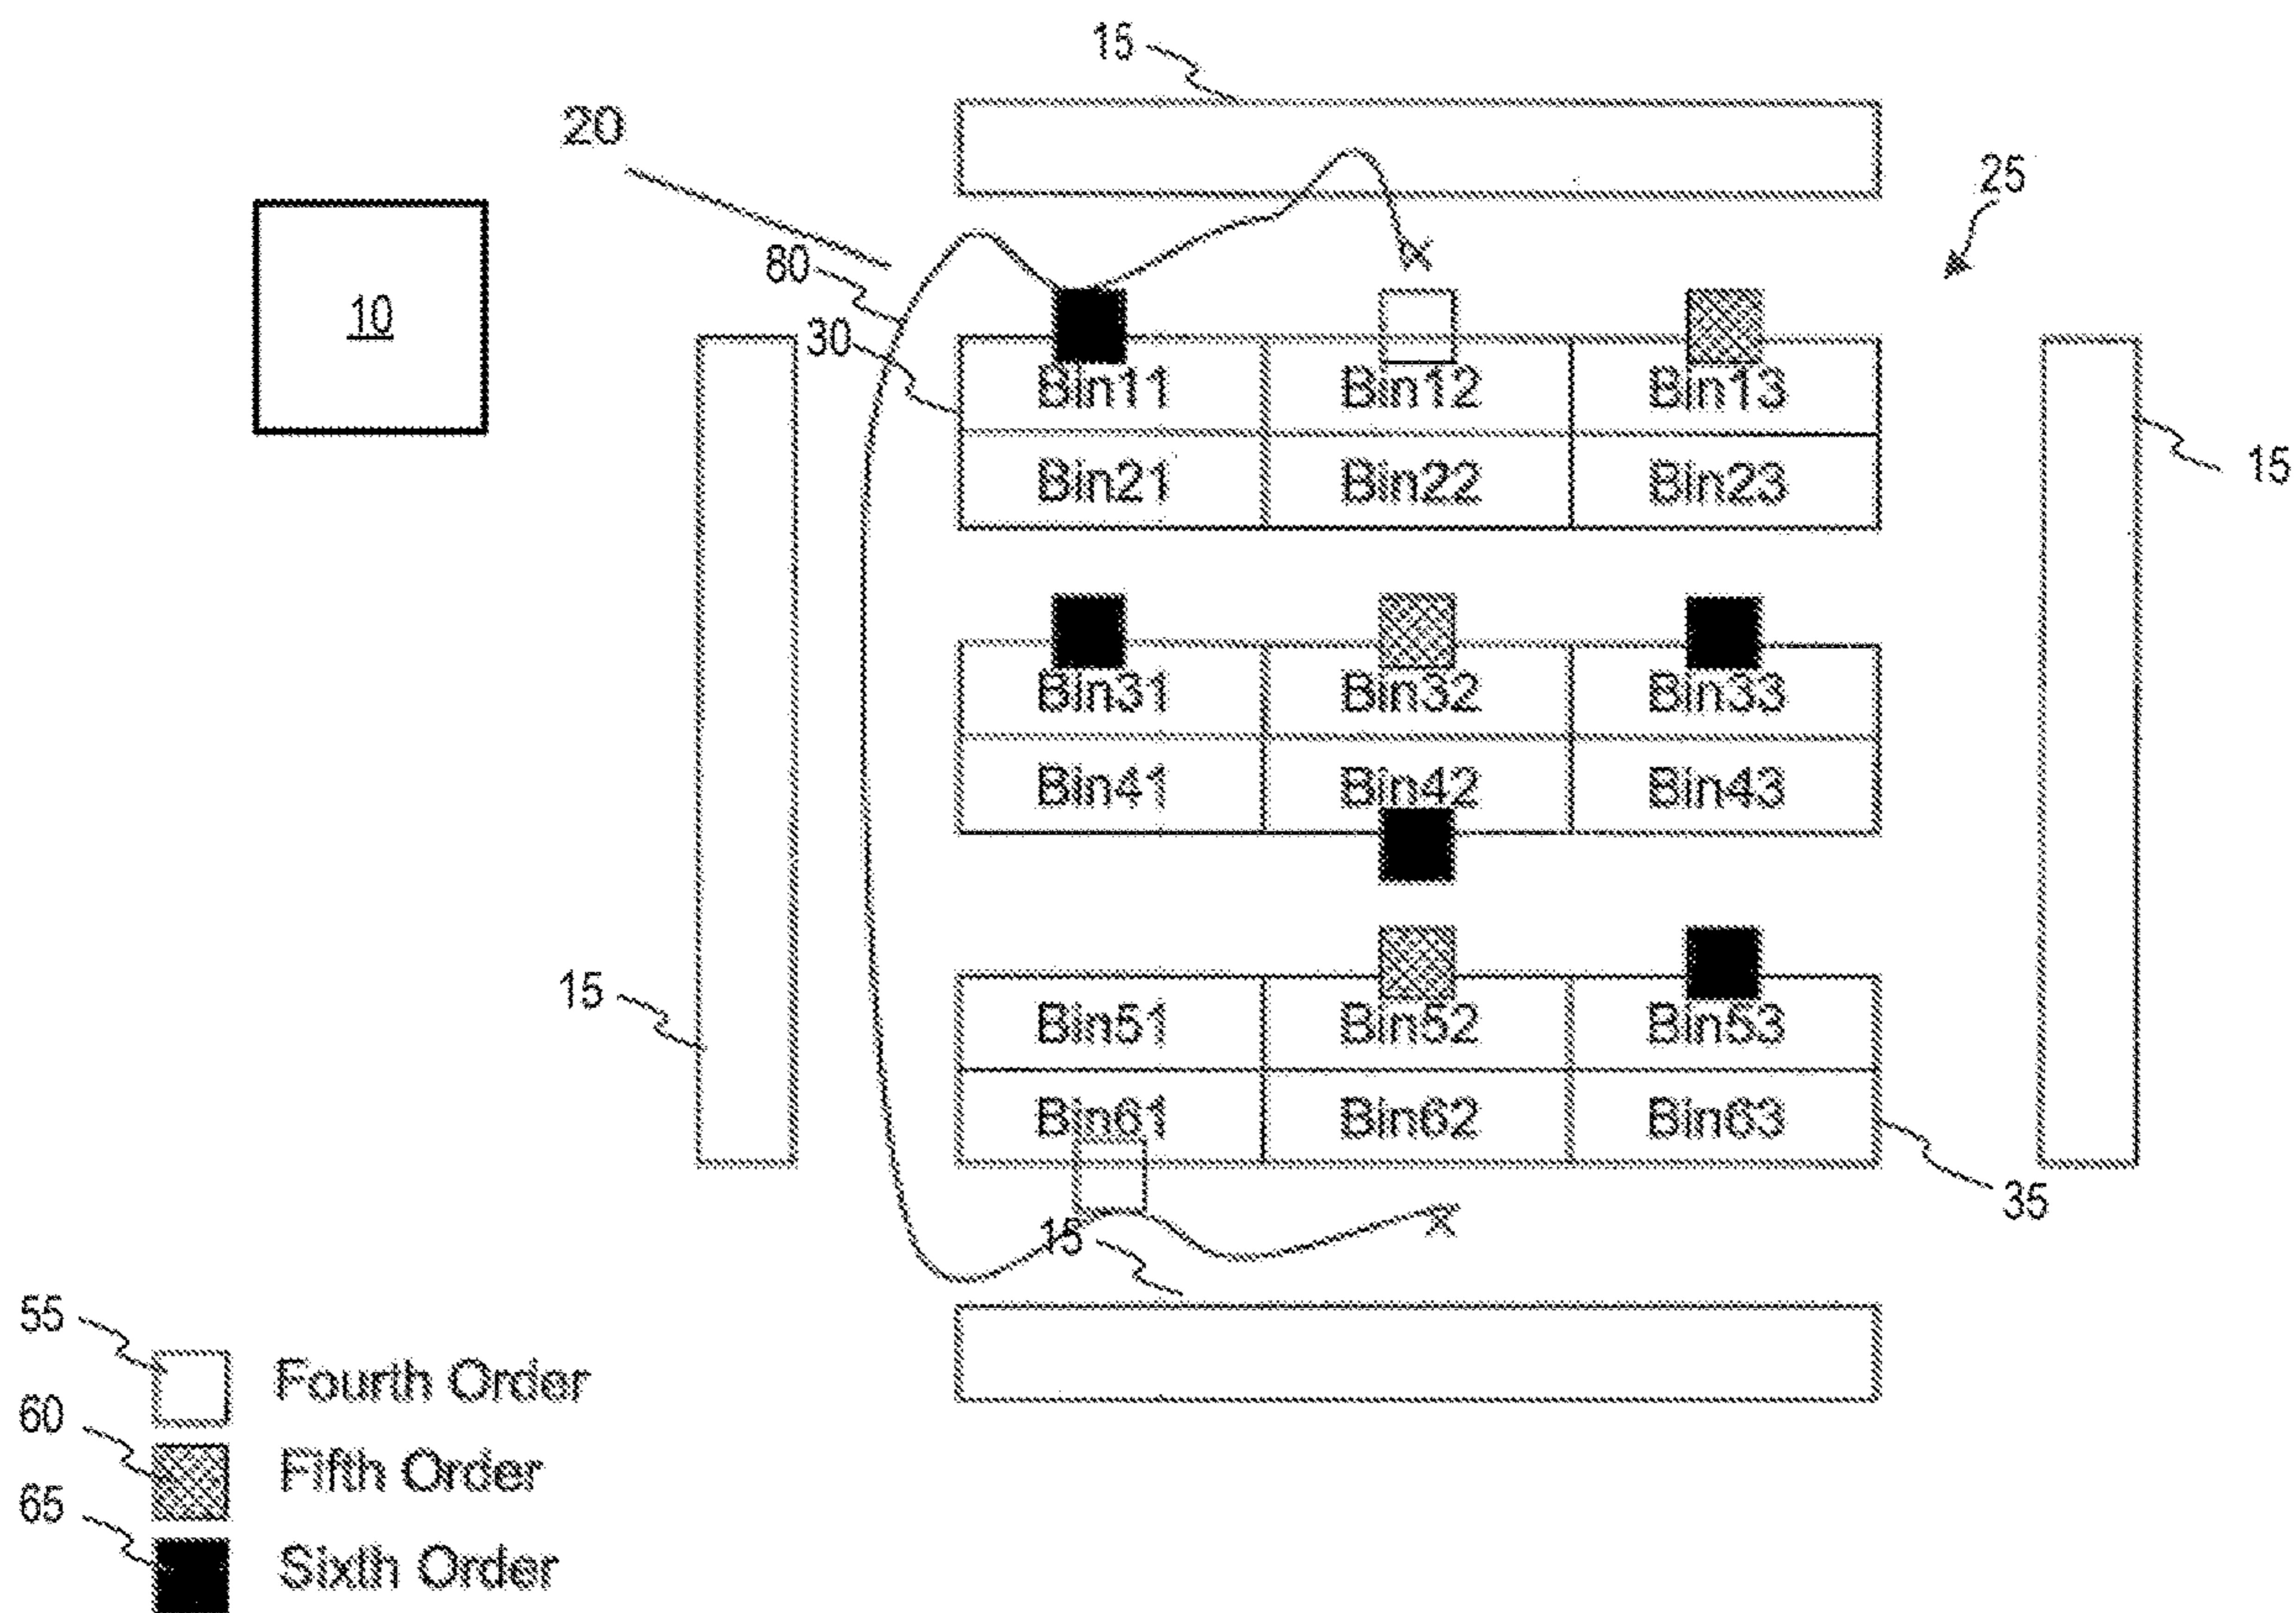 15
20
25
80
10
30
Bin11 Bin12 Bin13
Bin21 Bin22 Bin23
15
Bin31 Bin32 Bin33
Bin41 Bin42 Bin43
15
Bin51 Bin52 Bin53
Bin61 Bin62 Bin63
35
15
55
Fourth Order
60
Fifth Order
65
Sixth Order